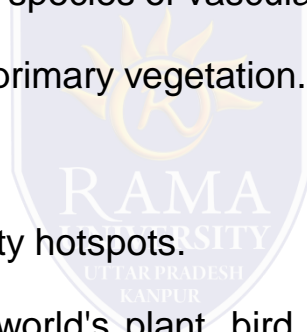 species of vascula
primary vegetation.
RAMA
UNIVERSITY
UTTAR PRADESH
KANPUR
ty hotspots.
world's plant, bird